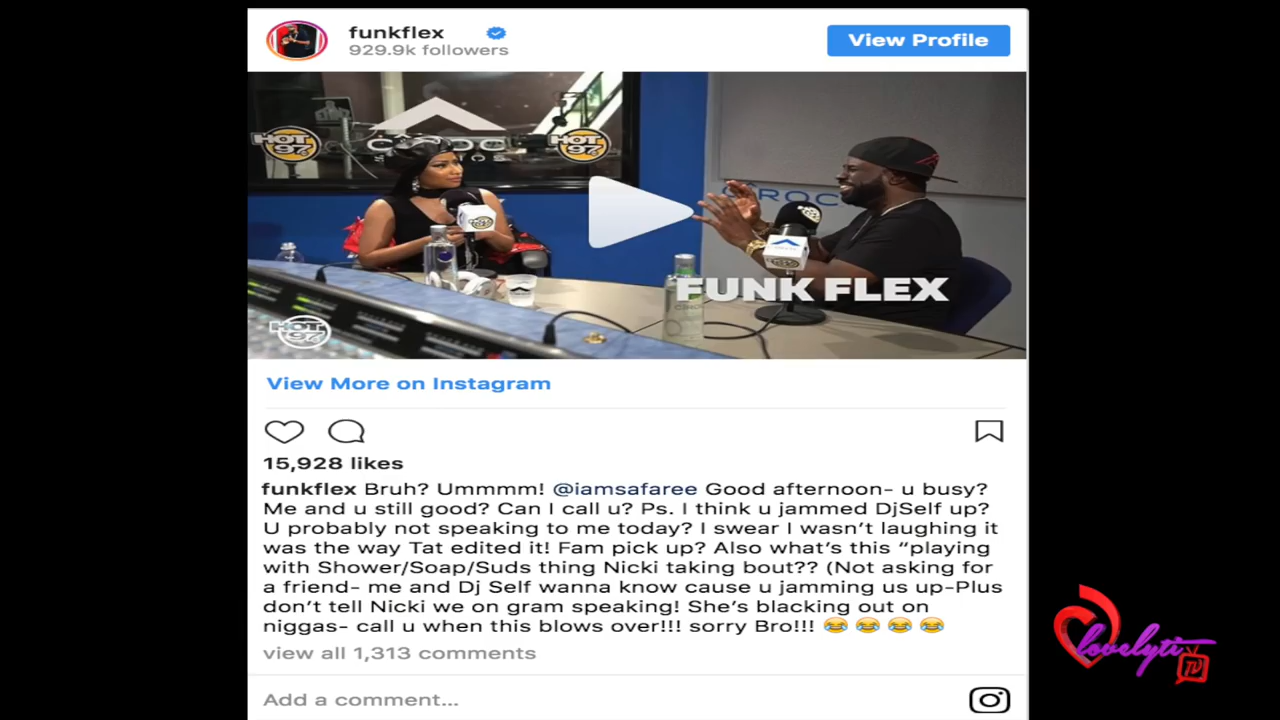 funkflex
929.9k followers
View Profile
HOT 97
HOT 97
CIROC
FUNK FLEX
HOT 97
View More on Instagram
15,928 likes
funkflex Bruh? Ummmm! @iamsafaree Good afternoon- u busy?
Me and u still good? Can I call u? Ps. I think u jammed DjSelf up?
U probably not speaking to me today? I swear I wasn't laughing it
was the way Tat edited it! Fam pick up? Also what's this “playing
with Shower/Soap/Suds thing Nicki taking bout?? (Not asking for
a friend- me and Dj Self wanna know cause u jamming us up-Plus
don't tell Nicki we on gram speaking! She's blacking out on
niggas- call u when this blows over!!! sorry Bro!!! 😂 😂 😂 😂
view all 1,313 comments
Add a comment...
lovelyti
TV